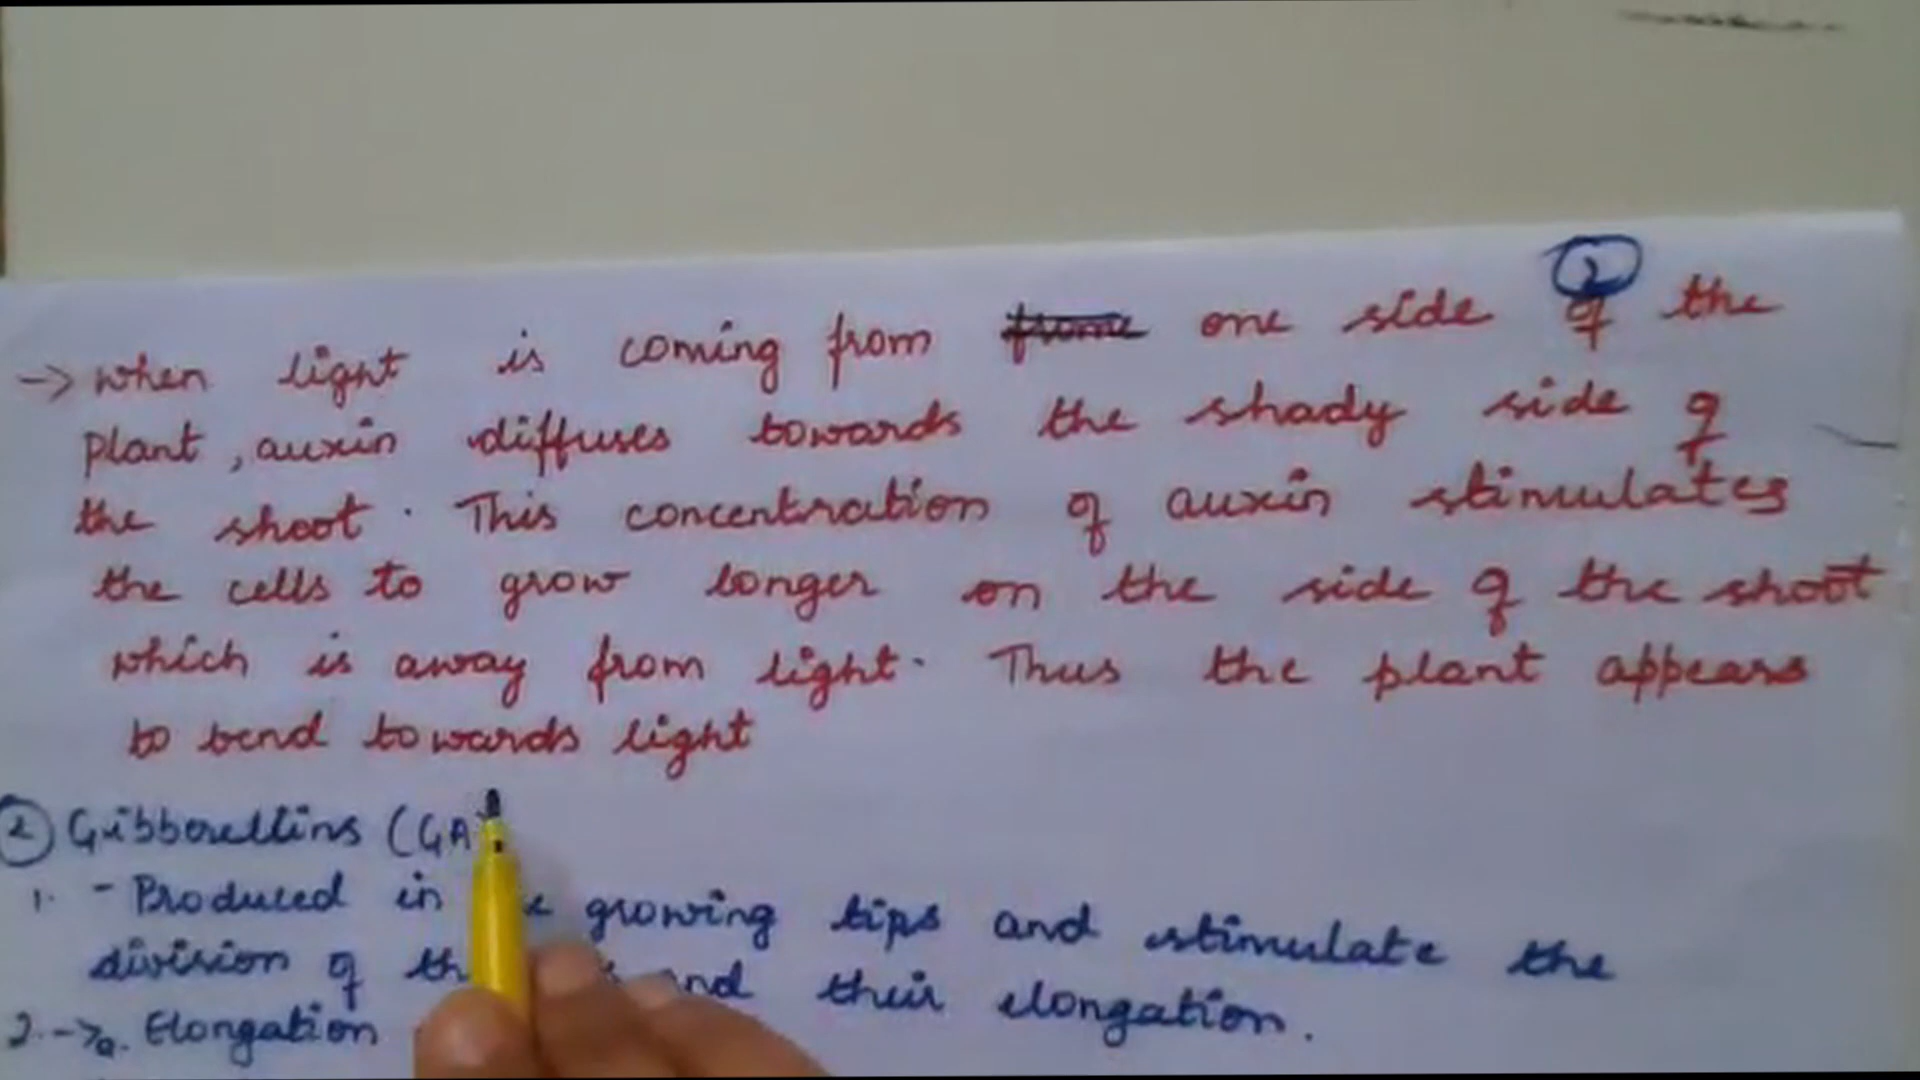 2
→ when light is coming from one side of the
plant, auxin diffuses towards the shady side of
the shoot. This concentration of auxin stimulates
the cells to grow longer on the side of the shoot
which is away from light. Thus the plant appears
to bend towards light
2 Gibberellins (GA
1. - Produced in growing tips and stimulate the
division of and their elongation.
2. → a. Elongation